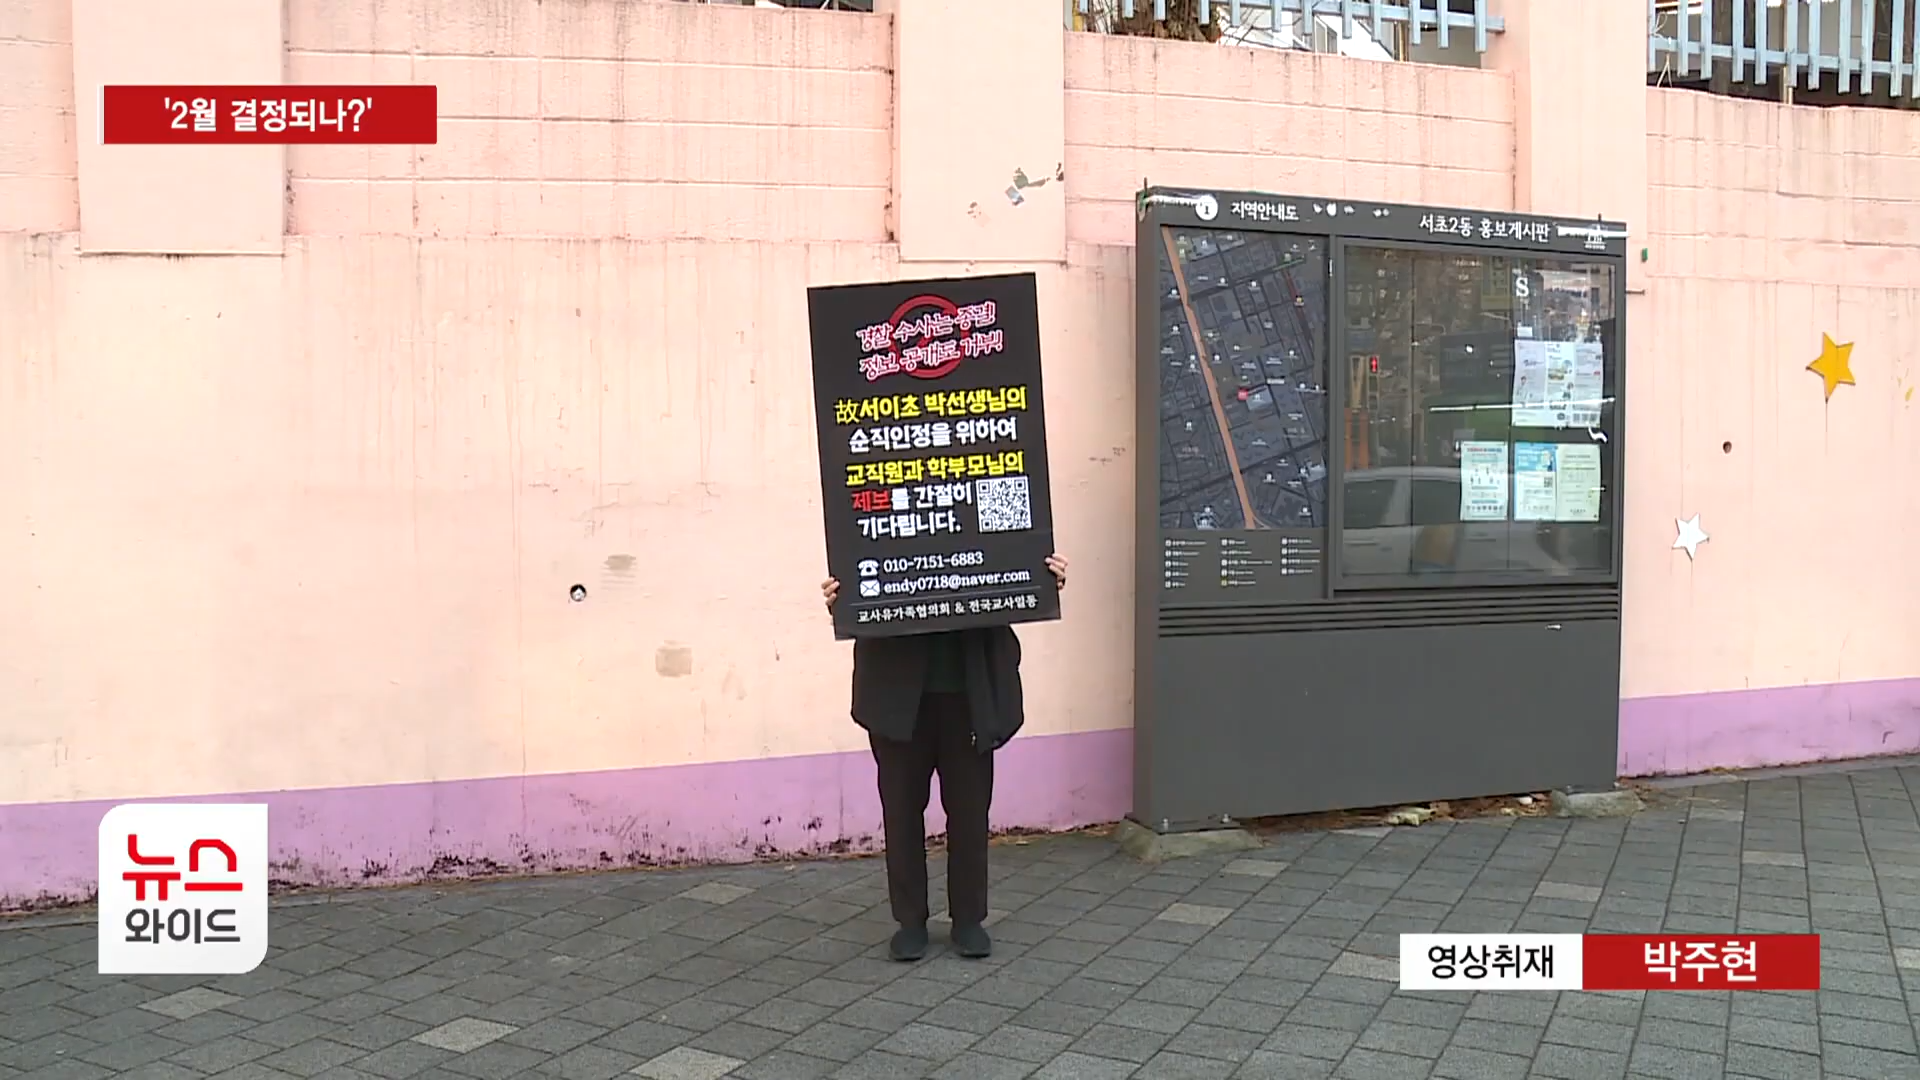 '2월 결정되나?'
지역안내도
서초2동 홍보게시판
S
경찰 수사는 종결!
정보 공개도 거부!
故서이초 박선생님의
순직인정을 위하여
교직원과 학부모님의
제보를 간절히
기다립니다.
010-7151-6883
endy0718@naver.com
교사유가족협의회 & 전국교사일동
뉴스
와이드
영상취재 박주현